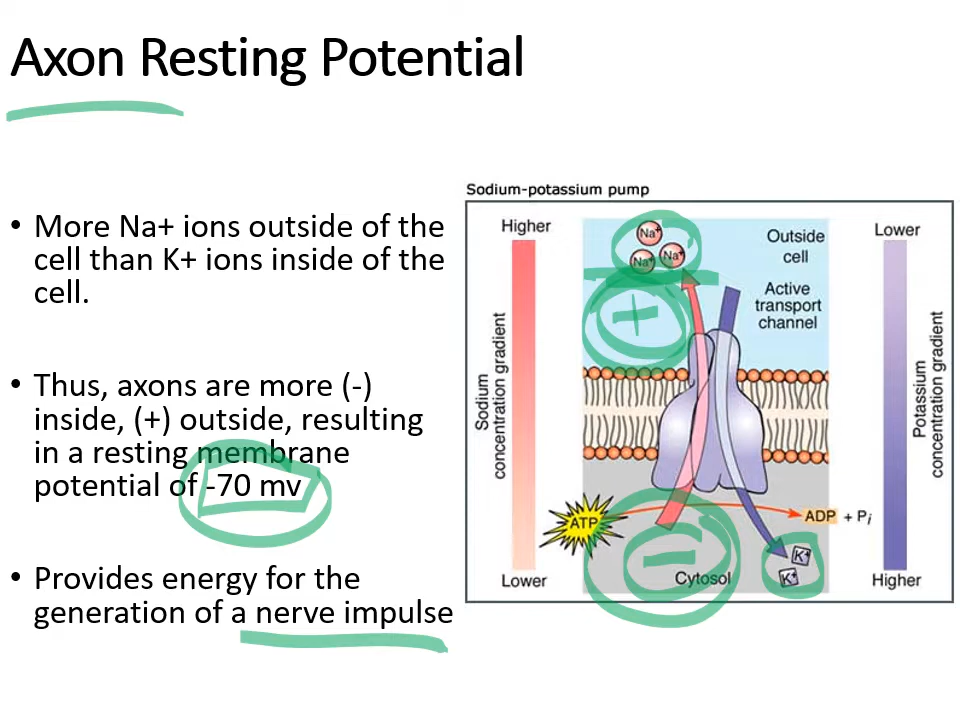 Axon Resting Potential
• More Na+ ions outside of the
cell than K+ ions inside of the
cell.
• Thus, axons are more (-)
inside, (+) outside, resulting
in a resting membrane
potential of -70 mv
• Provides energy for the
generation of a nerve impulse
Sodium-potassium pump
Higher
Lower
Sodium
concentration gradient
Na+
Na+
Na+
+
Outside
cell
Active
transport
channel
ATP
ADP + Pi
−
Cytosol
K+
K+
Lower
Higher
Potassium
concentration gradient